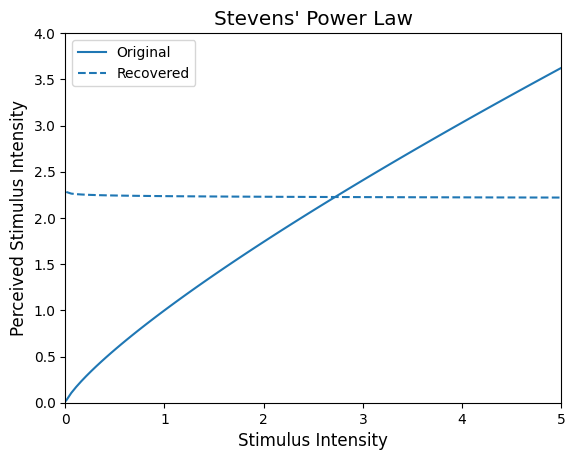 Stevens' Power Law
Original
Recovered
Perceived Stimulus Intensity
4.0
3.5
3.0
2.5
2.0
1.5
1.0
0.5
0.0
0 1 2 3 4 5
Stimulus Intensity